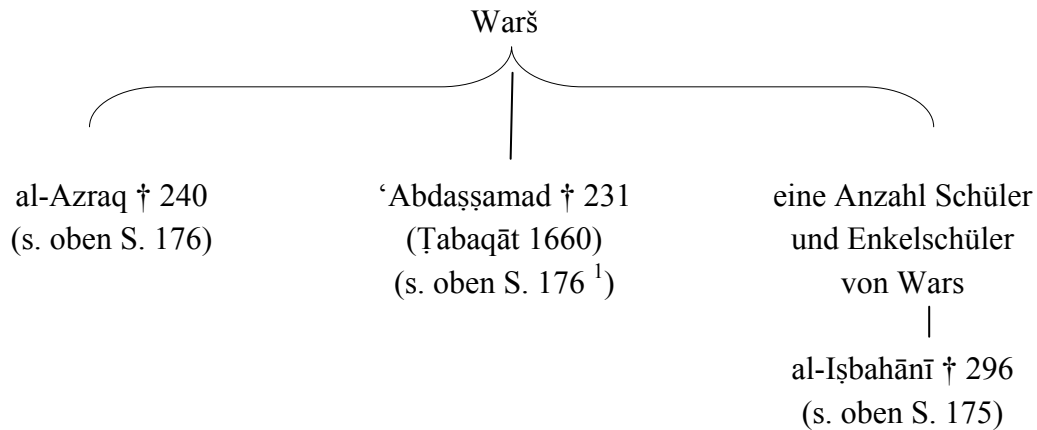 Warš
al-Azraq † 240
(s. oben S. 176)
ʻAbdaṣṣamad † 231
(Ṭabaqāt 1660)
(s. oben S. 176 ¹)
eine Anzahl Schüler
und Enkelschüler
von Wars
al-Iṣbahānī † 296
(s. oben S. 175)